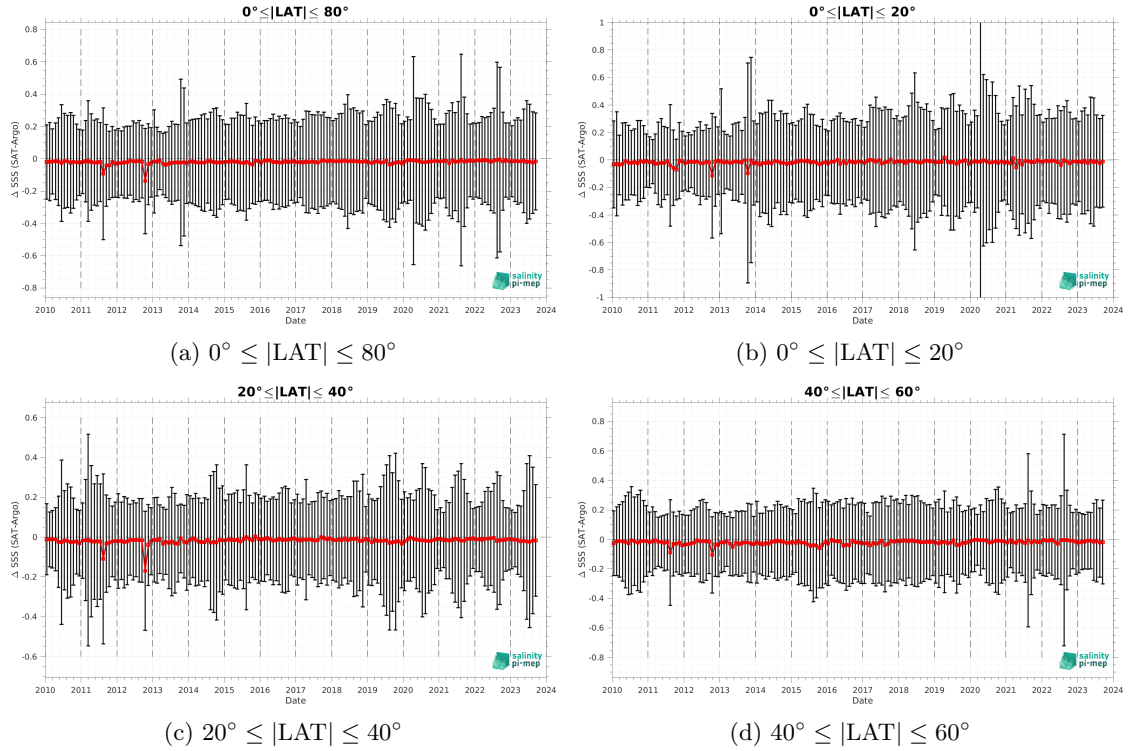 0°≤|LAT|≤ 80°
Δ SSS (SAT-Argo)
0.8
0.6
0.4
0.2
0
-0.2
-0.4
-0.6
-0.8
2010 2011 2012 2013 2014 2015 2016 2017 2018 2019 2020 2021 2022 2023 2024
Date
salinity
pi-mep
(a) 0° ≤ |LAT| ≤ 80°
0°≤|LAT|≤ 20°
Δ SSS (SAT-Argo)
1
0.8
0.6
0.4
0.2
0
-0.2
-0.4
-0.6
-0.8
-1
2010 2011 2012 2013 2014 2015 2016 2017 2018 2019 2020 2021 2022 2023 2024
Date
salinity
pi-mep
(b) 0° ≤ |LAT| ≤ 20°
20°≤|LAT|≤ 40°
Δ SSS (SAT-Argo)
0.6
0.4
0.2
0
-0.2
-0.4
-0.6
2010 2011 2012 2013 2014 2015 2016 2017 2018 2019 2020 2021 2022 2023 2024
Date
salinity
pi-mep
(c) 20° ≤ |LAT| ≤ 40°
40°≤|LAT|≤ 60°
Δ SSS (SAT-Argo)
0.8
0.6
0.4
0.2
0
-0.2
-0.4
-0.6
-0.8
2010 2011 2012 2013 2014 2015 2016 2017 2018 2019 2020 2021 2022 2023 2024
Date
salinity
pi-mep
(d) 40° ≤ |LAT| ≤ 60°